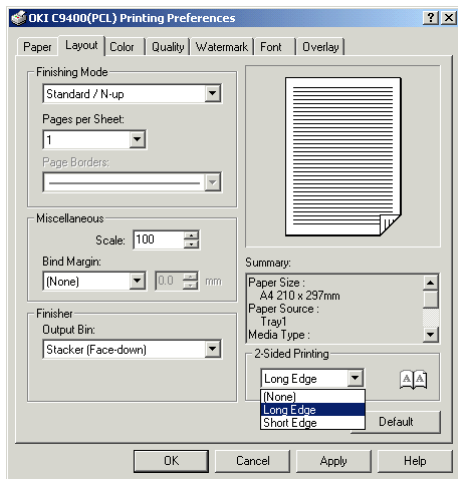 OKI C9400(PCL) Printing Preferences
Paper Layout Color Quality Watermark Font Overlay
Finishing Mode
Standard / N-up
Pages per Sheet:
1
Page Borders:
Miscellaneous
Scale: 100
Bind Margin:
(None) 0.0 mm
Finisher
Output Bin:
Stacker (Face-down)
Summary:
Paper Size :
A4 210 x 297mm
Paper Source :
Tray1
Media Type :
2-Sided Printing
Long Edge
(None)
Long Edge
Short Edge
A A
Default
OK Cancel Apply Help